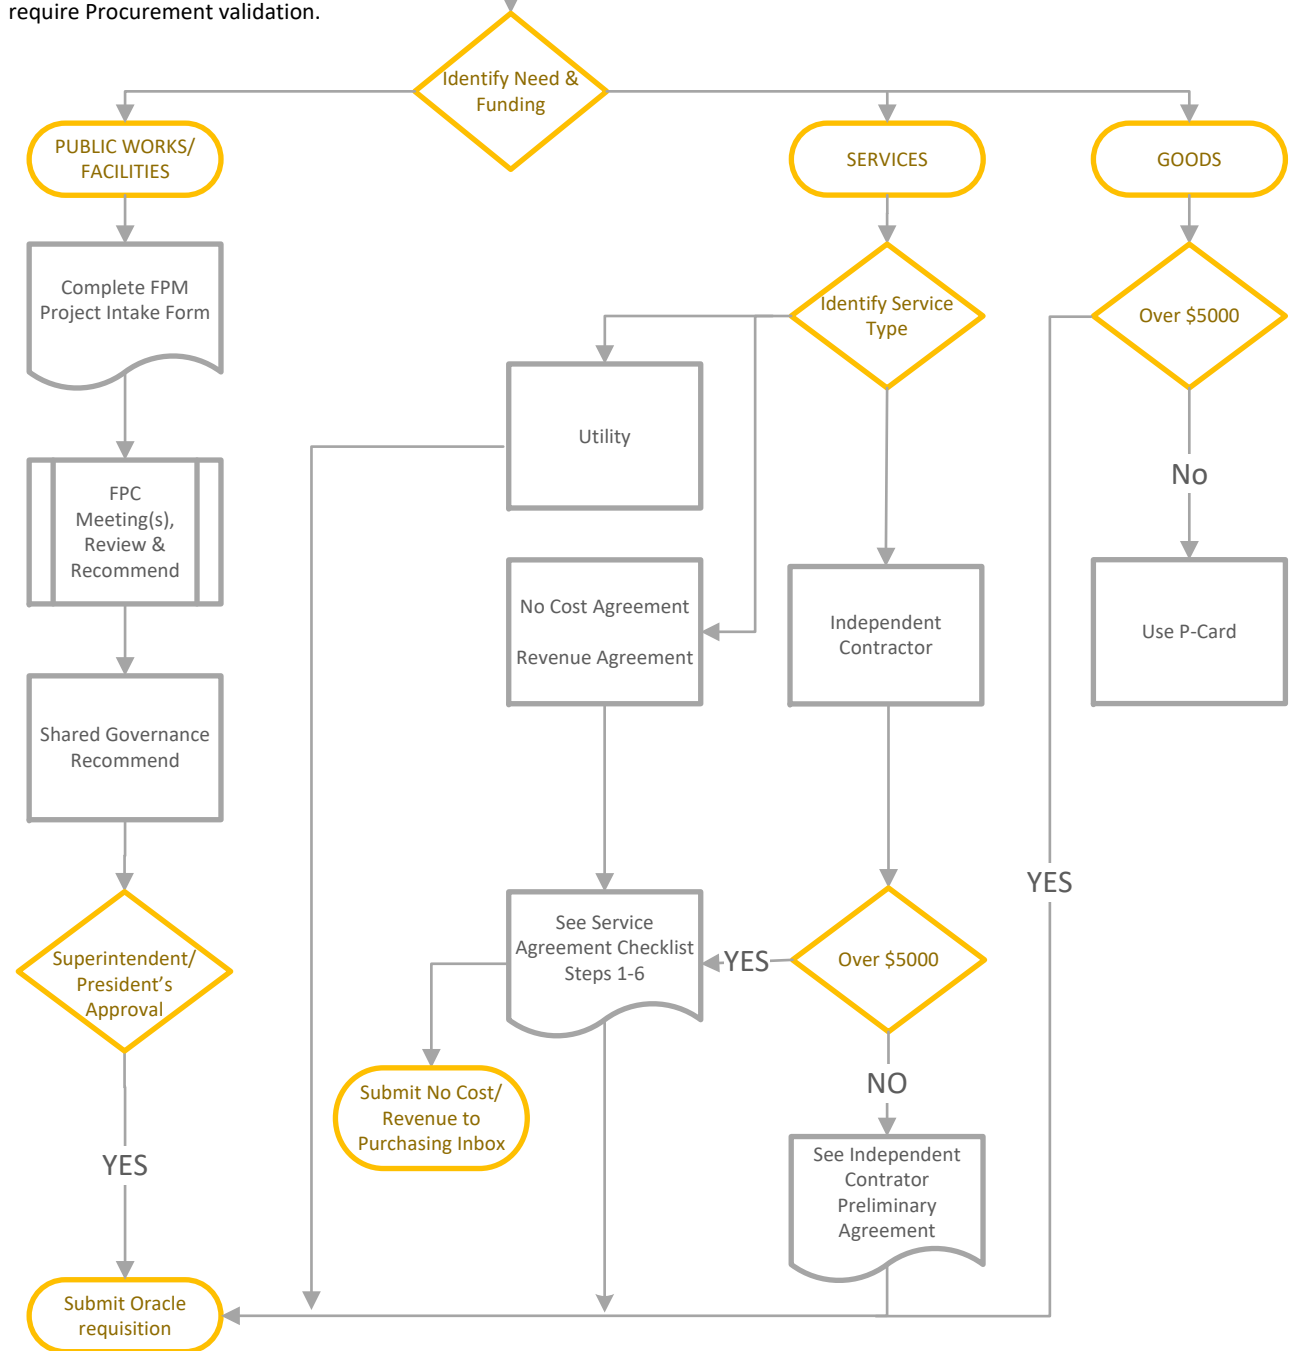 require Procurement validation.
Identify Need &
Funding
PUBLIC WORKS/
FACILITIES
SERVICES
GOODS
Complete FPM
Project Intake Form
Identify Service
Type
Over $5000
Utility
No
FPC
Meeting(s),
Review &
Recommend
No Cost Agreement
Revenue Agreement
Independent
Contractor
Use P-Card
Shared Governance
Recommend
YES
See Service
Agreement Checklist
Steps 1-6
YES
Over $5000
Superintendent/
President’s
Approval
NO
Submit No Cost/
Revenue to
Purchasing Inbox
YES
See Independent
Contrator
Preliminary
Agreement
Submit Oracle
requisition